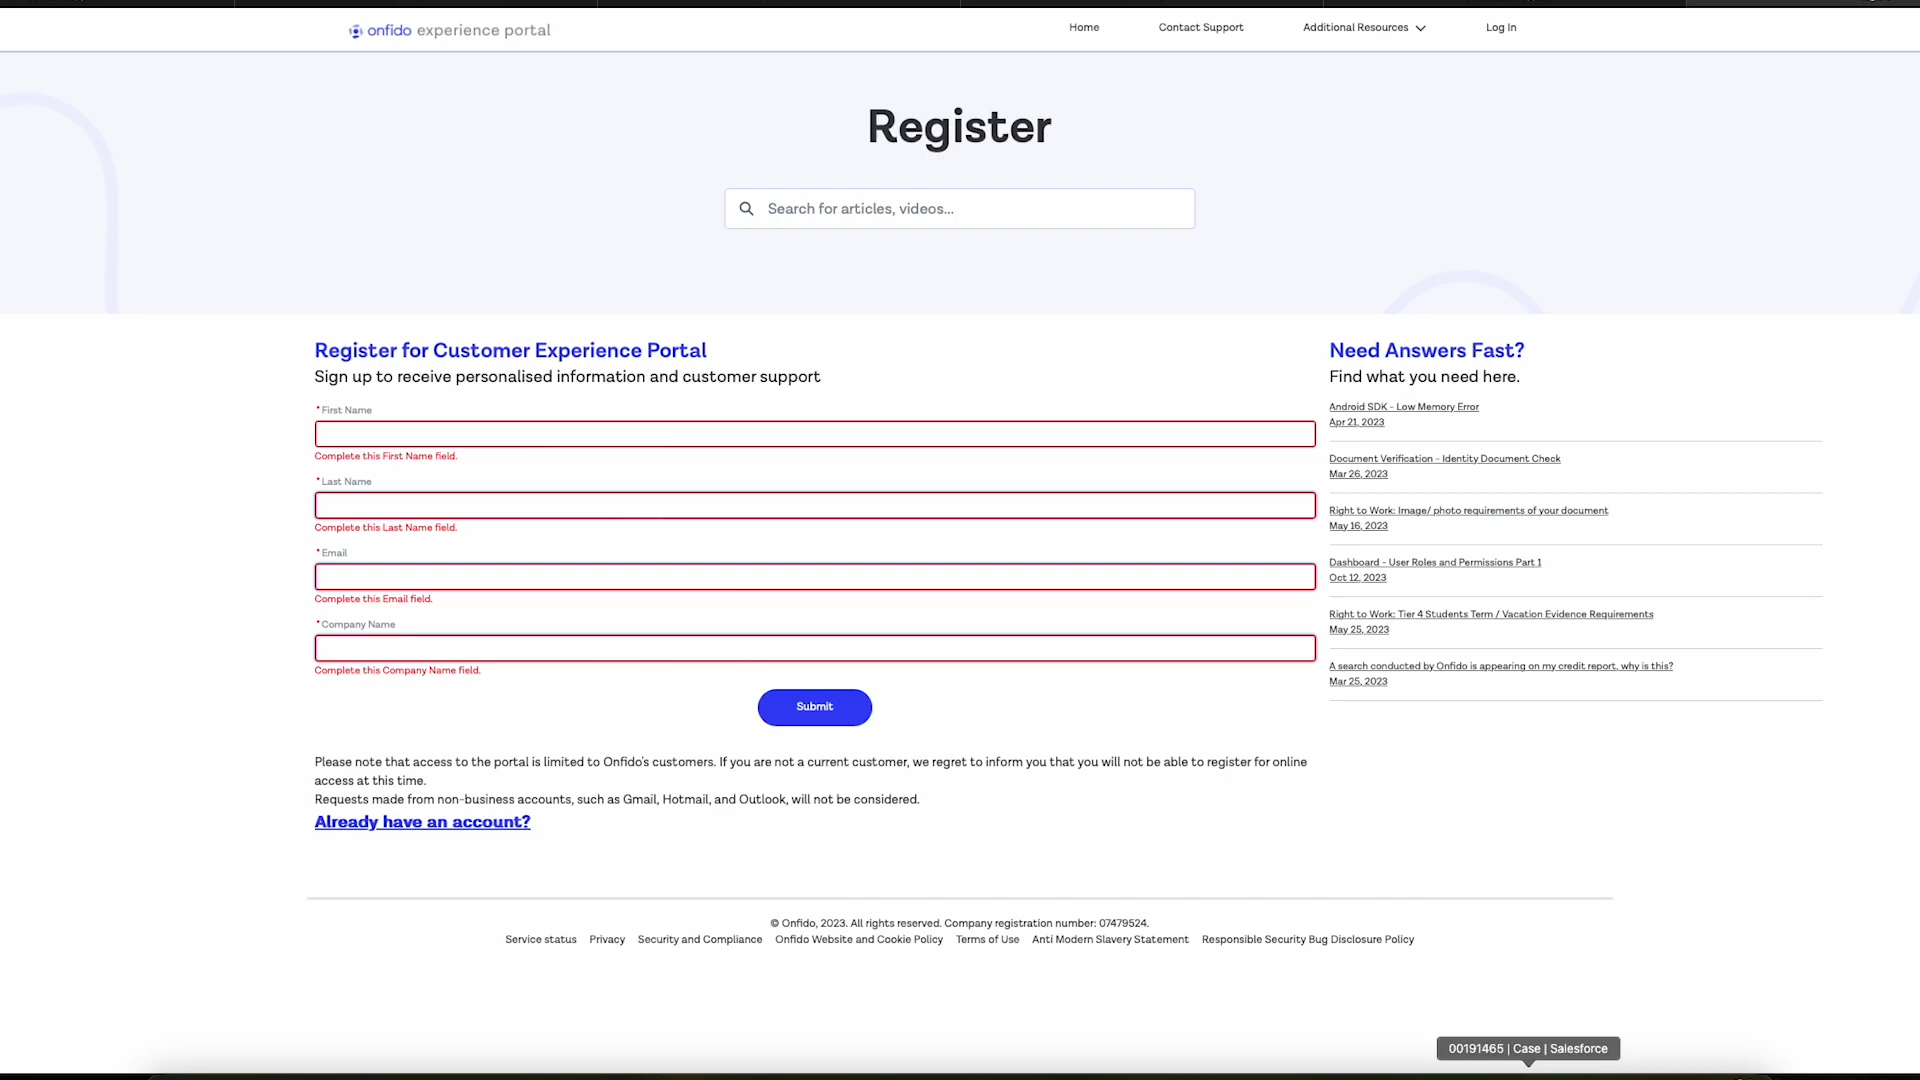 onfido experience portal
Home
Contact Support
Additional Resources
Log In
Register
Search for articles, videos...
Register for Customer Experience Portal
Sign up to receive personalised information and customer support
* First Name
Complete this First Name field.
* Last Name
Complete this Last Name field.
* Email
Complete this Email field.
* Company Name
Complete this Company Name field.
Submit
Please note that access to the portal is limited to Onfido's customers. If you are not a current customer, we regret to inform you that you will not be able to register for online
access at this time.
Requests made from non-business accounts, such as Gmail, Hotmail, and Outlook, will not be considered.
Already have an account?
Need Answers Fast?
Find what you need here.
Android SDK - Low Memory Error
Apr 21, 2023
Document Verification - Identity Document Check
Mar 26, 2023
Right to Work: Image/ photo requirements of your document
May 16, 2023
Dashboard - User Roles and Permissions Part 1
Oct 12, 2023
Right to Work: Tier 4 Students Term / Vacation Evidence Requirements
May 25, 2023
A search conducted by Onfido is appearing on my credit report, why is this?
Mar 25, 2023
© Onfido, 2023. All rights reserved. Company registration number: 07479524.
Service status Privacy Security and Compliance Onfido Website and Cookie Policy Terms of Use Anti Modern Slavery Statement Responsible Security Bug Disclosure Policy
00191465 | Case | Salesforce